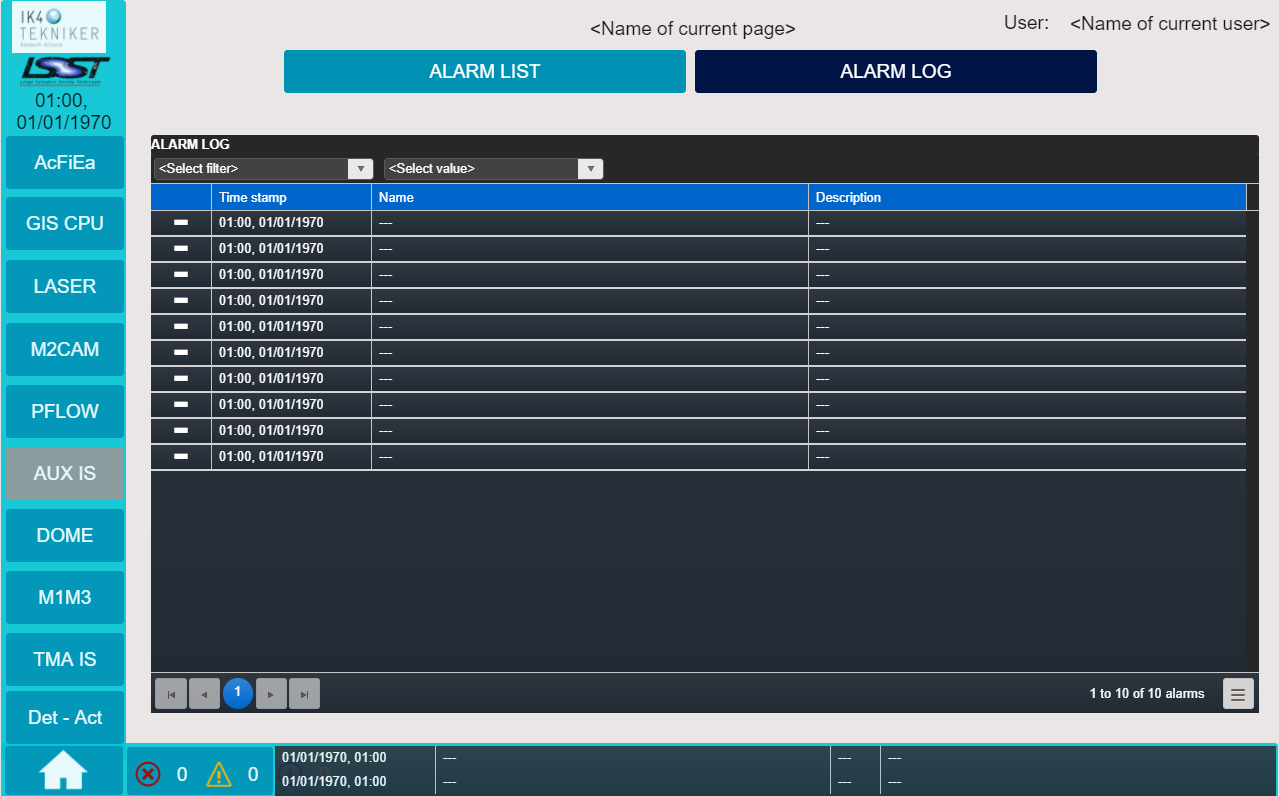 IK4
TEKNIKER
Research Alliance
LSST
Large Synoptic Survey Telescope
01:00,
01/01/1970
<Name of current page>
User: <Name of current user>
ALARM LIST
ALARM LOG
AcFiEa
GIS CPU
LASER
M2CAM
PFLOW
AUX IS
DOME
M1M3
TMA IS
Det - Act
ALARM LOG
<Select filter> <Select value>
Time stamp Name Description
01:00, 01/01/1970 --- ---
01:00, 01/01/1970 --- ---
01:00, 01/01/1970 --- ---
01:00, 01/01/1970 --- ---
01:00, 01/01/1970 --- ---
01:00, 01/01/1970 --- ---
01:00, 01/01/1970 --- ---
01:00, 01/01/1970 --- ---
01:00, 01/01/1970 --- ---
01:00, 01/01/1970 --- ---
1
1 to 10 of 10 alarms
0 0
01/01/1970, 01:00 --- --- ---
01/01/1970, 01:00 --- --- ---